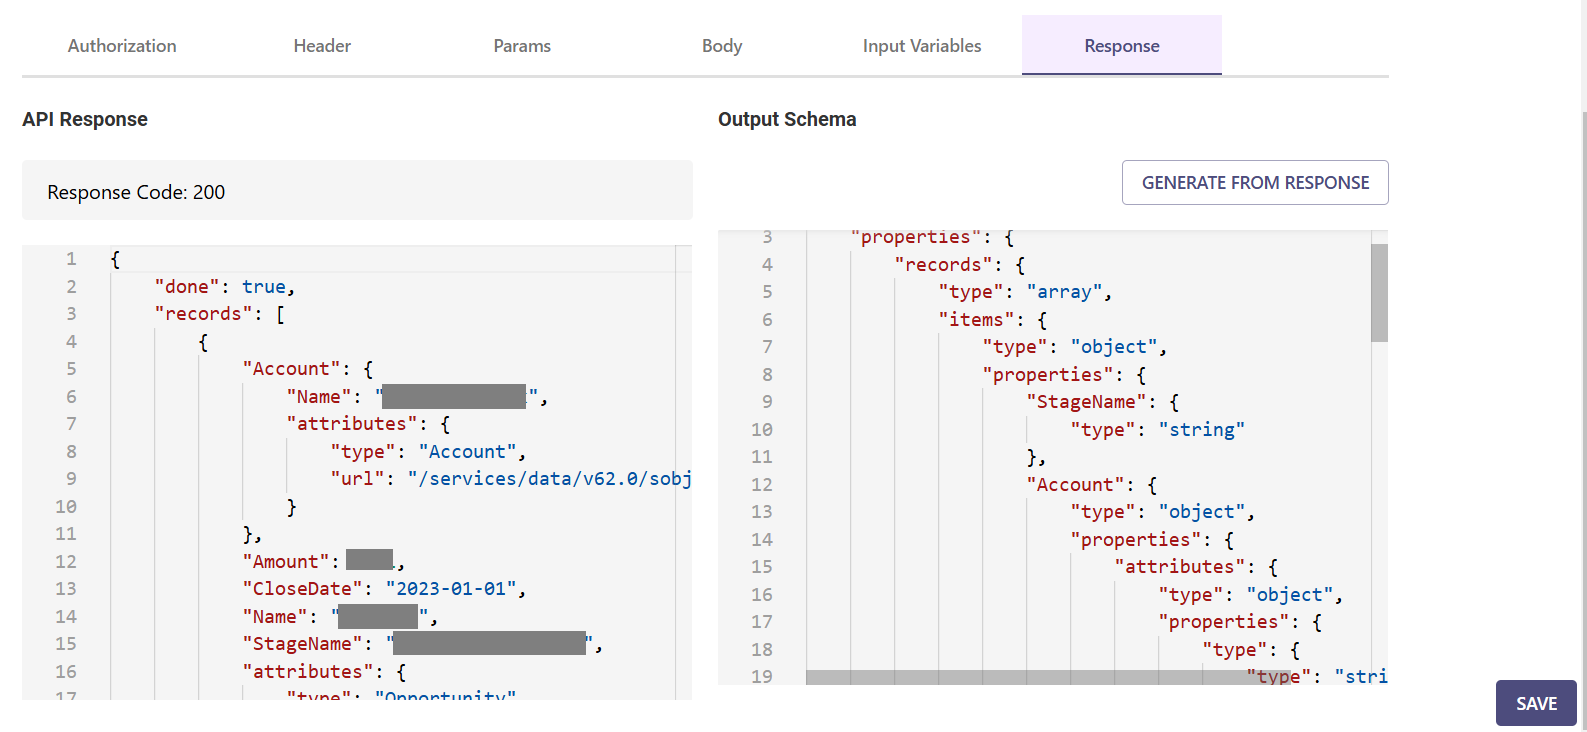 Authorization Header Params Body Input Variables Response
API Response
Response Code: 200
1 {
2 "done": true,
3 "records": [
4 {
5 "Account": {
6 "Name": "",
7 "attributes": {
8 "type": "Account",
9 "url": "/services/data/v62.0/sobj
10 }
11 },
12 "Amount": ,
13 "CloseDate": "2023-01-01",
14 "Name": "",
15 "StageName": "",
16 "attributes": {
17 "type": "Opportunity"
Output Schema
GENERATE FROM RESPONSE
3 "properties": {
4 "records": {
5 "type": "array",
6 "items": {
7 "type": "object",
8 "properties": {
9 "StageName": {
10 "type": "string"
11 },
12 "Account": {
13 "type": "object",
14 "properties": {
15 "attributes": {
16 "type": "object",
17 "properties": {
18 "type": {
19 "type": "stri
SAVE